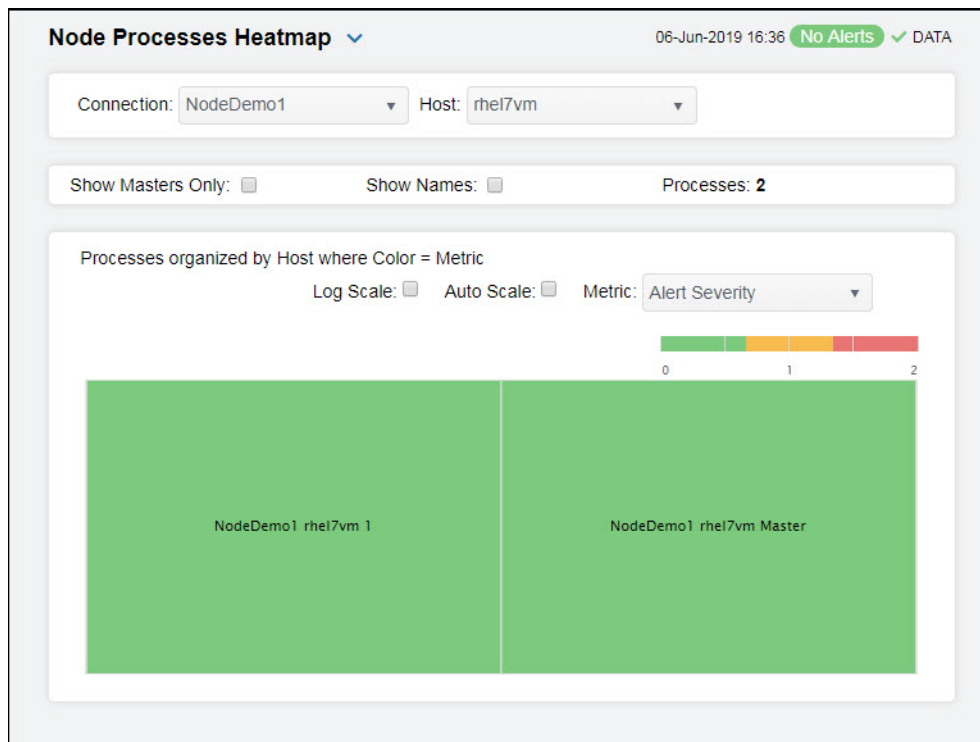 Node Processes Heatmap
06-Jun-2019 16:36 No Alerts DATA
Connection: NodeDemo1 Host: rhel7vm
Show Masters Only: Show Names: Processes: 2
Processes organized by Host where Color = Metric
Log Scale: Auto Scale: Metric: Alert Severity
0 1 2
NodeDemo1 rhel7vm 1
NodeDemo1 rhel7vm Master